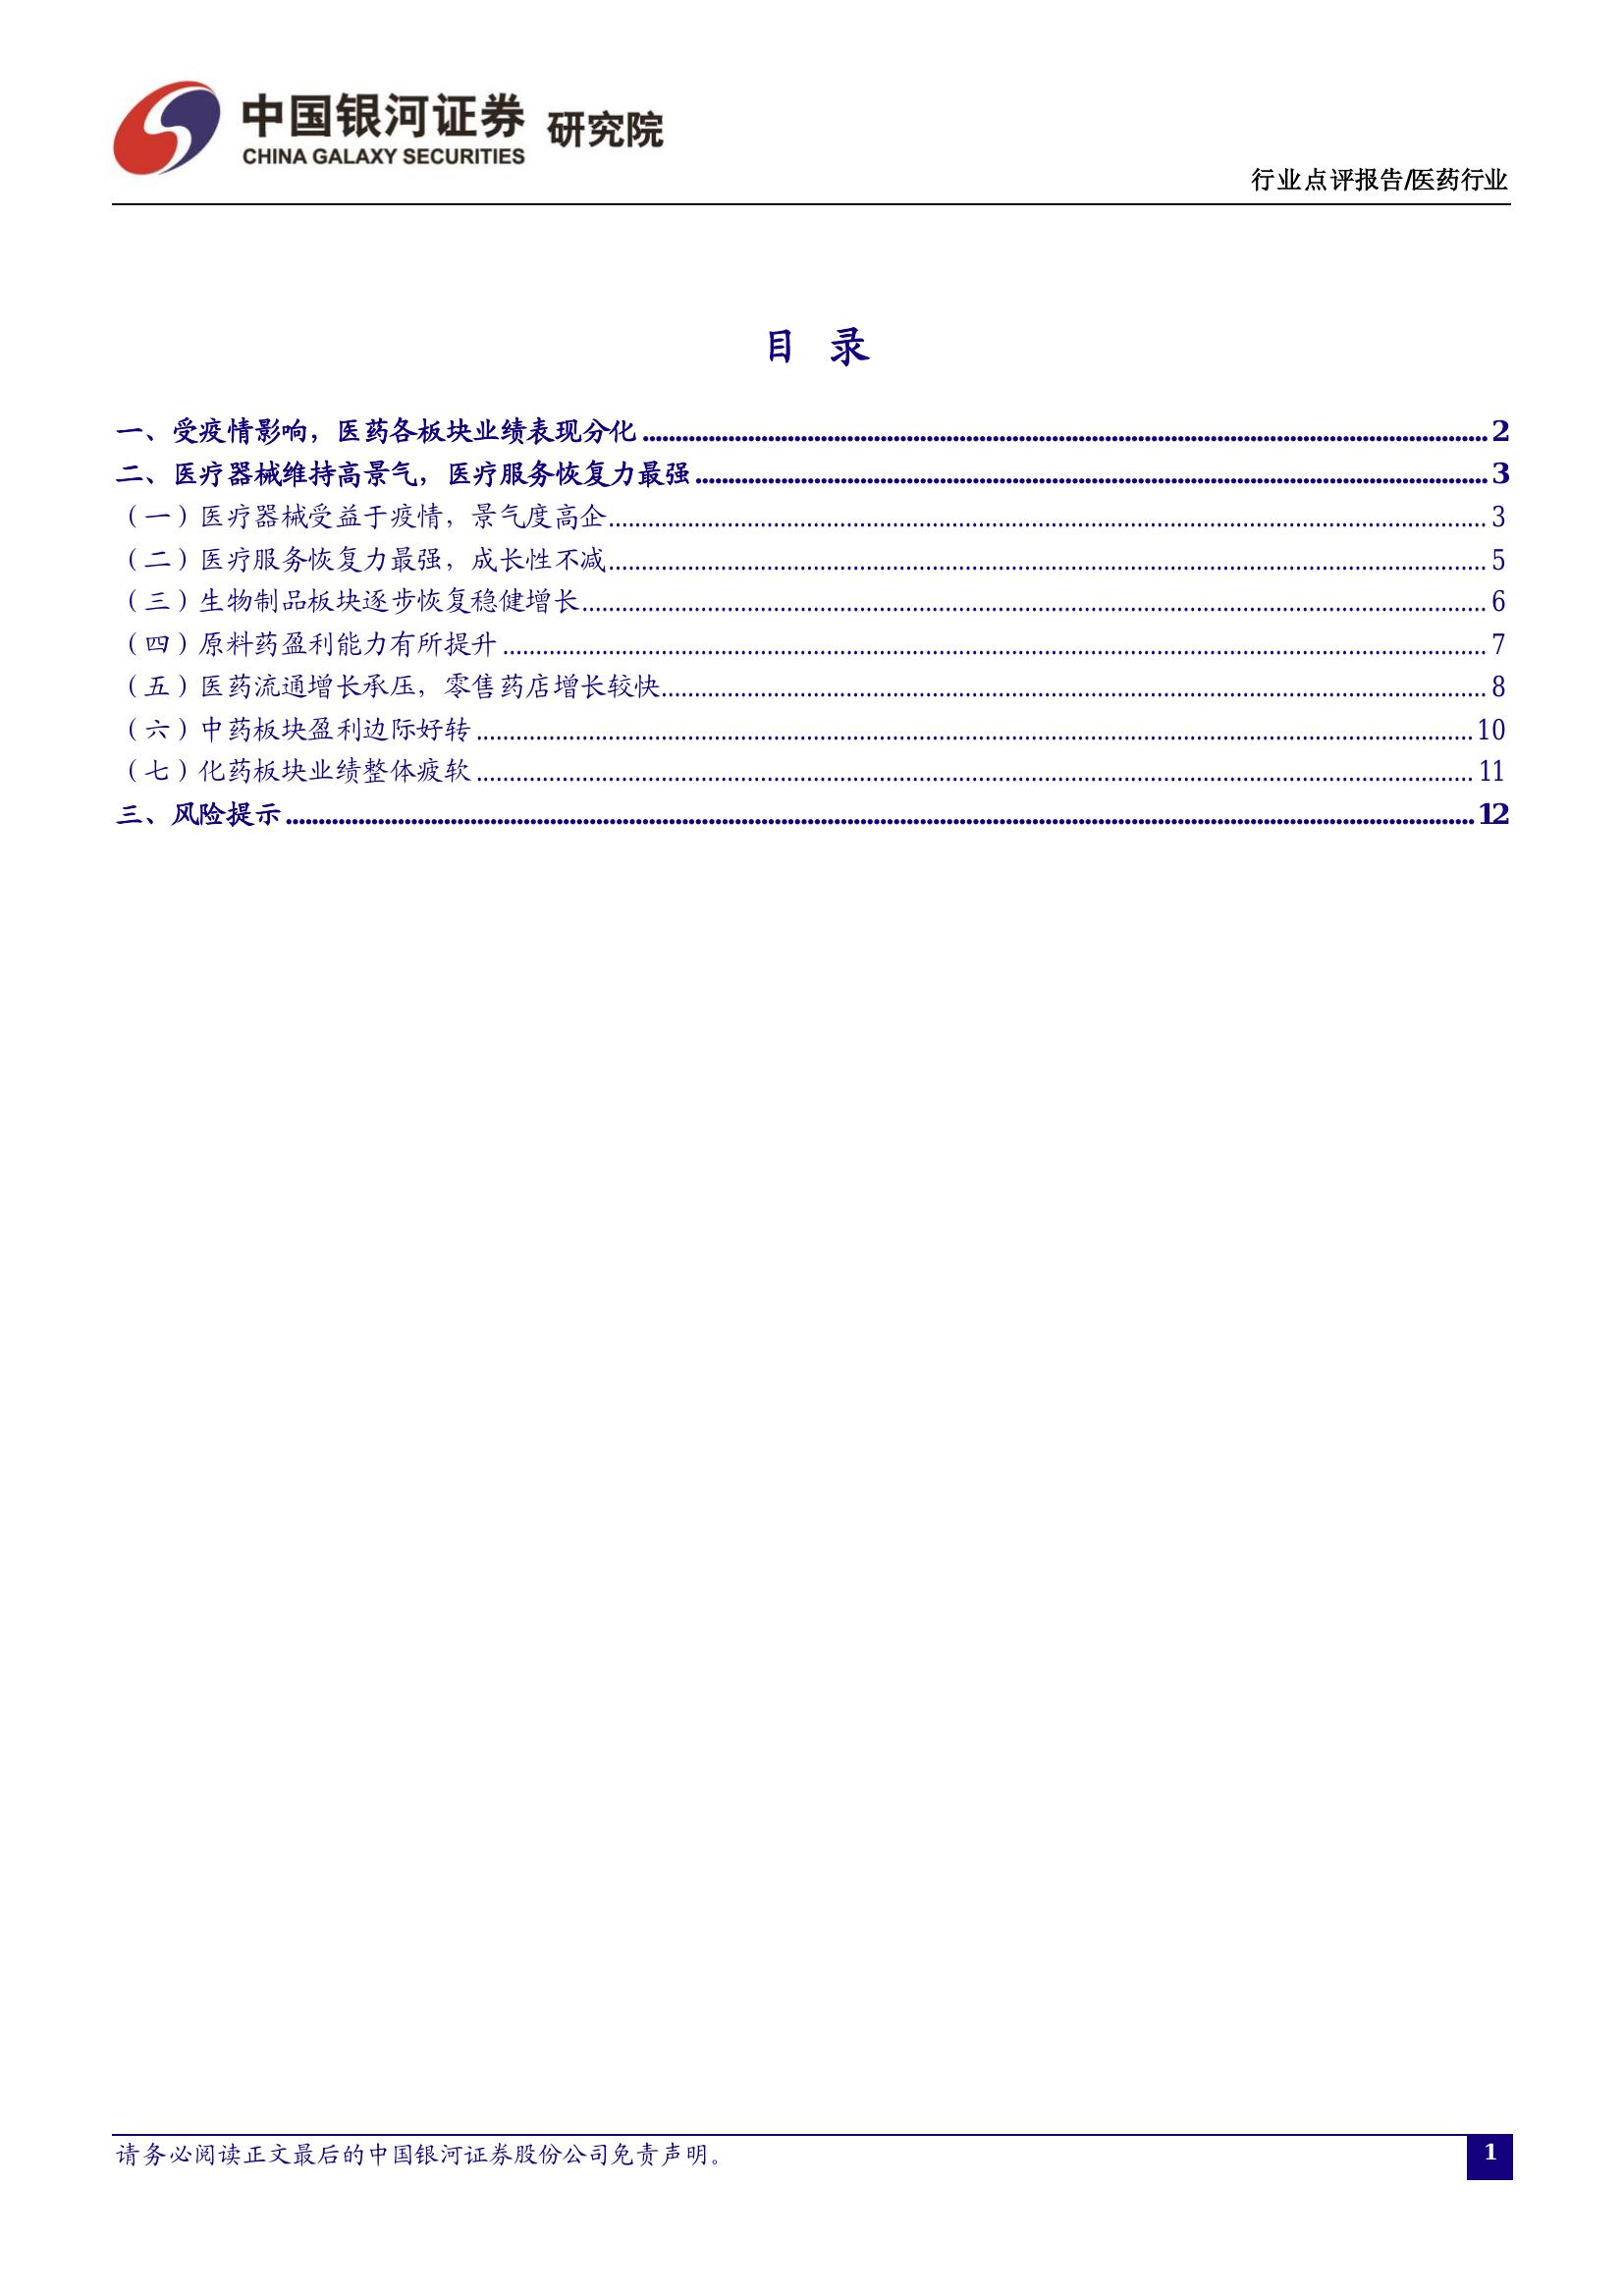 中国银河证券 研究院
CHINA GALAXY SECURITIES
行业点评报告/医药行业
目 录
一、受疫情影响，医药各板块业绩表现分化 2
二、医疗器械维持高景气，医疗服务恢复力最强 3
（一）医疗器械受益于疫情，景气度高企 3
（二）医疗服务恢复力最强，成长性不减 5
（三）生物制品板块逐步恢复稳健增长 6
（四）原料药盈利能力有所提升 7
（五）医药流通增长承压，零售药店增长较快 8
（六）中药板块盈利边际好转 10
（七）化药板块业绩整体疲软 11
三、风险提示 12
请务必阅读正文最后的中国银河证券股份公司免责声明。 1